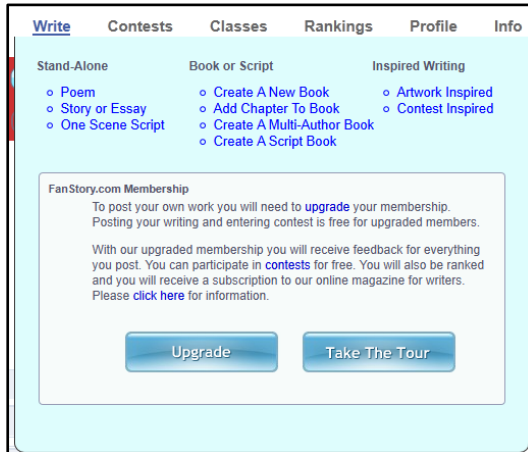 Write Contests Classes Rankings Profile Info
Stand-Alone Book or Script Inspired Writing
Poem Create A New Book Artwork Inspired
Story or Essay Add Chapter To Book Contest Inspired
One Scene Script Create A Multi-Author Book
Create A Script Book
FanStory.com Membership
To post your own work you will need to upgrade your membership.
Posting your writing and entering contest is free for upgraded members.
With our upgraded membership you will receive feedback for everything
you post. You can participate in contests for free. You will also be ranked
and you will receive a subscription to our online magazine for writers.
Please click here for information.
Upgrade Take The Tour